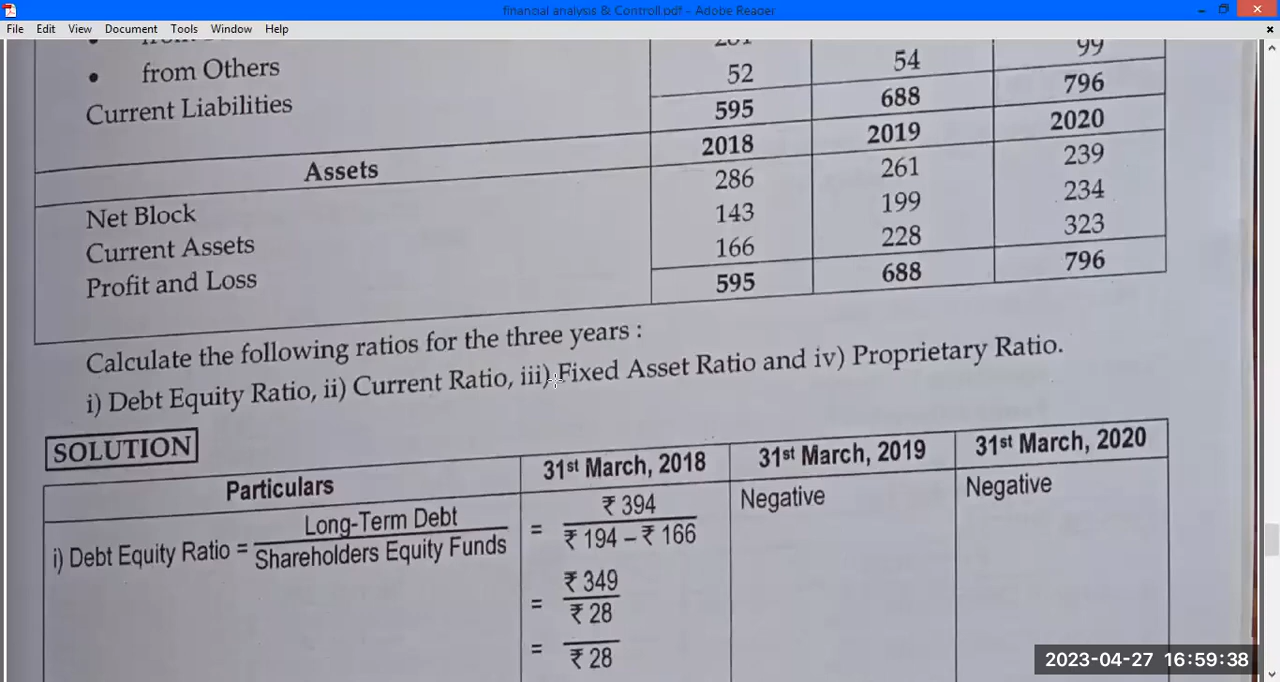 financial analysis & Controll.pdf - Adobe Reader
File Edit View Document Tools Window Help
• from Others 52 54 99
Current Liabilities 595 688 796
Assets 2018 2019 2020
Net Block 286 261 239
Current Assets 143 199 234
Profit and Loss 166 228 323
595 688 796
Calculate the following ratios for the three years :
i) Debt Equity Ratio, ii) Current Ratio, iii) Fixed Asset Ratio and iv) Proprietary Ratio.
SOLUTION
Particulars 31st March, 2018 31st March, 2019 31st March, 2020
i) Debt Equity Ratio = Long-Term Debt / Shareholders Equity Funds = ₹ 394 / ₹ 194 – ₹ 166 Negative Negative
= ₹ 349 / ₹ 28
= ₹ 28
2023-04-27 16:59:38